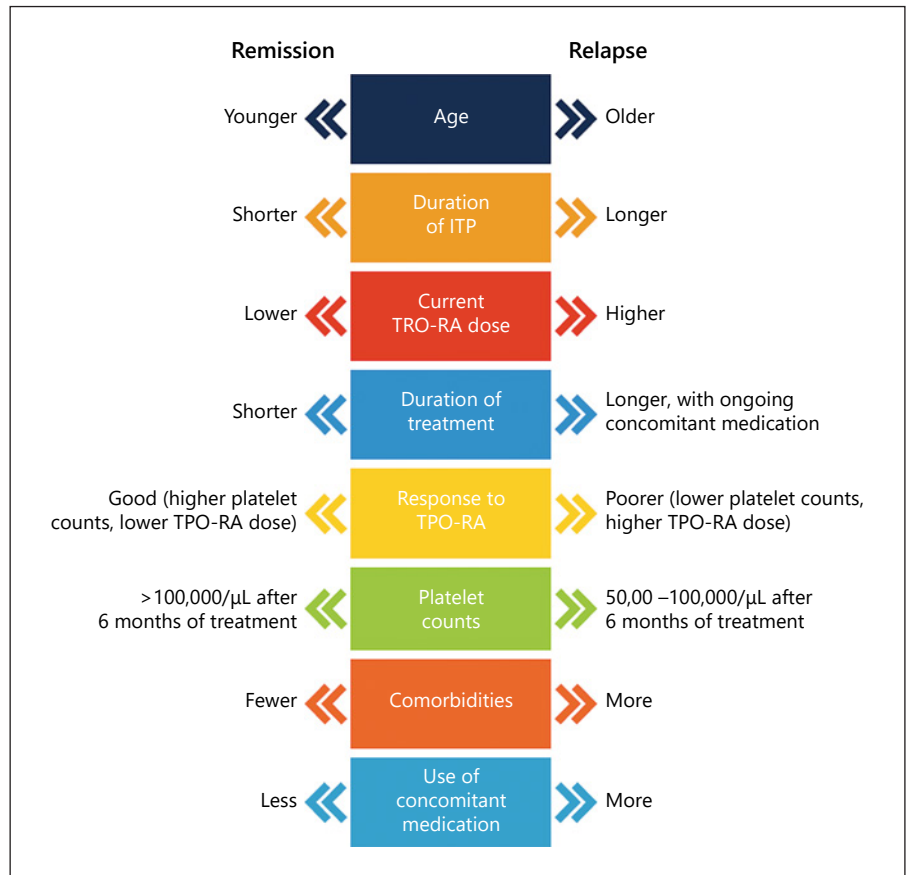 Remission
Relapse
Younger
Age
Older
Shorter
Duration
of ITP
Longer
Lower
Current
TRO-RA dose
Higher
Shorter
Duration of
treatment
Longer, with ongoing
concomitant medication
Good (higher platelet
counts, lower TPO-RA dose)
Response to
TPO-RA
Poorer (lower platelet counts,
higher TPO-RA dose)
>100,000/µL after
6 months of treatment
Platelet
counts
50,00 –100,000/µL after
6 months of treatment
Fewer
Comorbidities
More
Less
Use of
concomitant
medication
More